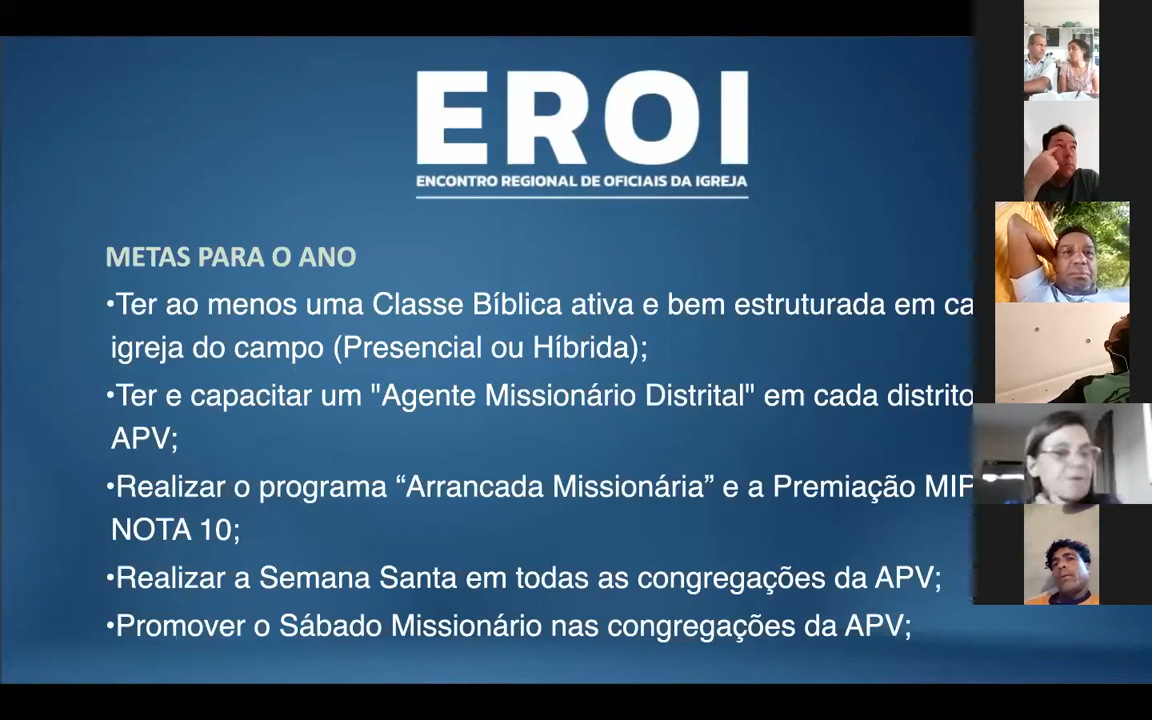 EROI
ENCONTRO REGIONAL DE OFICIAIS DA IGREJA
METAS PARA O ANO
•Ter ao menos uma Classe Bíblica ativa e bem estruturada em
igreja do campo (Presencial ou Híbrida);
•Ter e capacitar um "Agente Missionário Distrital" em cada distrito
APV;
•Realizar o programa “Arrancada Missionária” e a Premiação
NOTA 10;
•Realizar a Semana Santa em todas as congregações da APV;
•Promover o Sábado Missionário nas congregações da APV;